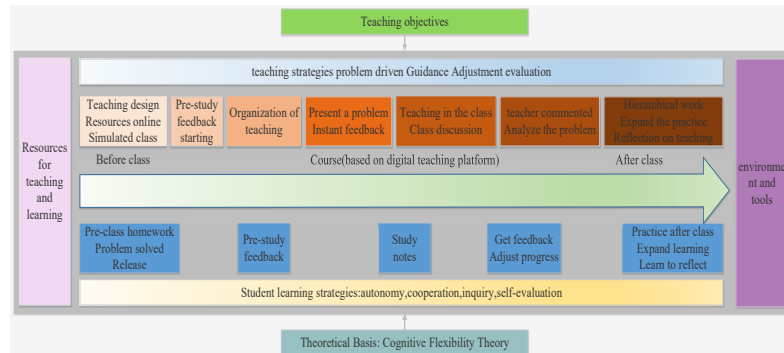 Teaching objectives
teaching strategies problem driven Guidance Adjustment evaluation
Teaching design
Resources online
Simulated class
Pre-study
feedback
starting
Organization of
teaching
Present a problem
Instant feedback
Teaching in the class
Class discussion
teacher commented
Analyze the problem
Hierarchical work
Expand the practice
Reflection on teaching
Resources
for
teaching
and
learning
Before class
Course(based on digital teaching platform)
After class
environme
nt and
tools
Pre-class homework
Problem solved
Release
Pre-study
feedback
Study
notes
Get feedback
Adjust progress
Practice after class
Expand learning
Learn to reflect
Student learning strategies:autonomy,cooperation,inquiry,self-evaluation
Theoretical Basis: Cognitive Flexibility Theory